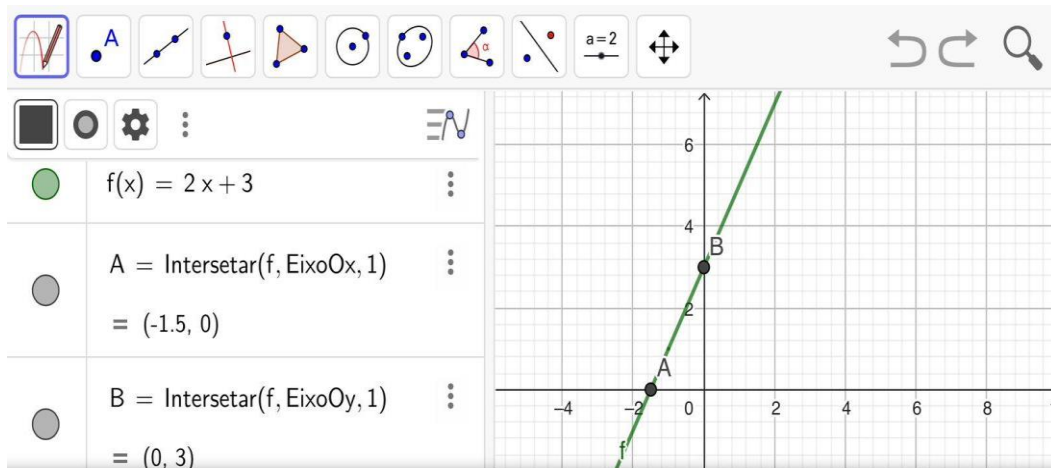 A
α
a=2
f(x) = 2 x + 3
A = Intersetar(f, EixoOx, 1)
= (-1.5, 0)
B = Intersetar(f, EixoOy, 1)
= (0, 3)
6
4
B
2
A
-4 -2 0 2 4 6 8
f